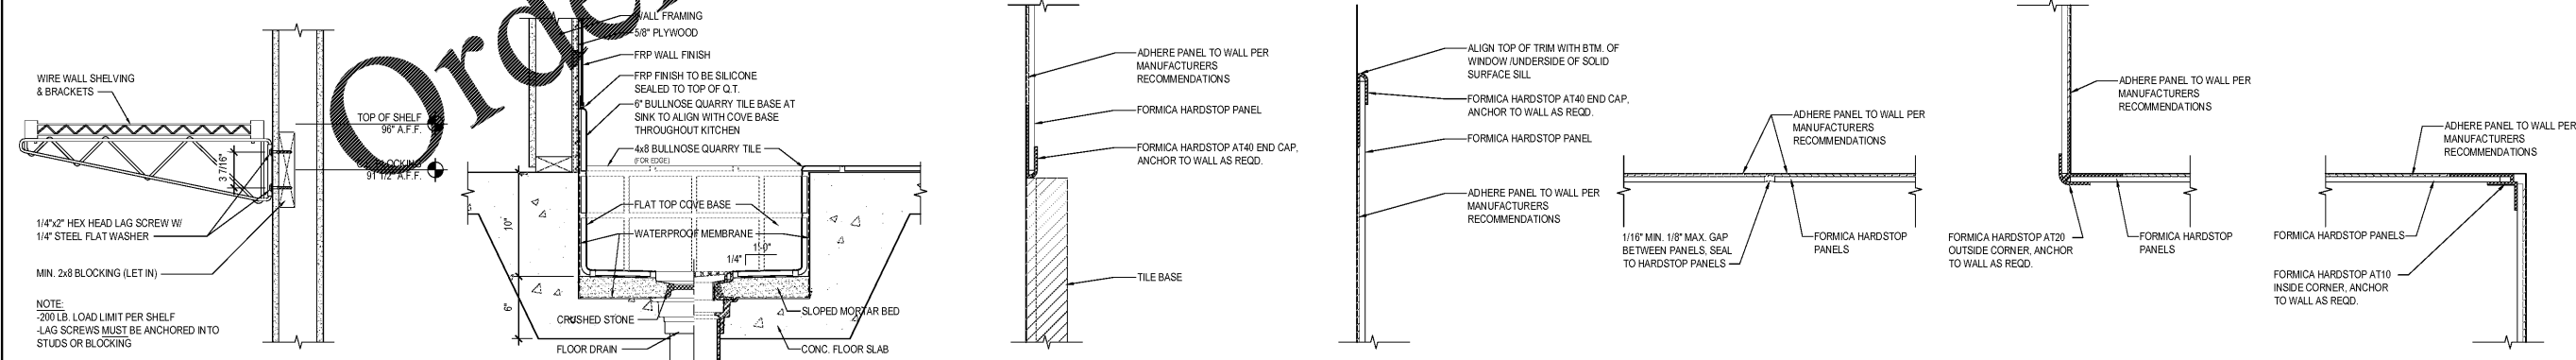 WIRE WALL SHELVING
& BRACKETS
TOP OF SHELF
96" A.F.F.
BLOCKING
91 1/2" A.F.F.
3 7/16"
1/4"x2" HEX HEAD LAG SCREW W/
1/4" STEEL FLAT WASHER
MIN. 2x8 BLOCKING (LET IN)
NOTE:
-200 LB. LOAD LIMIT PER SHELF
-LAG SCREWS MUST BE ANCHORED INTO
STUDS OR BLOCKING
Orde
WALL FRAMING
5/8" PLYWOOD
FRP WALL FINISH
FRP FINISH TO BE SILICONE
SEALED TO TOP OF Q.T.
6" BULLNOSE QUARRY TILE BASE AT
SINK TO ALIGN WITH COVE BASE
THROUGHOUT KITCHEN
4x8 BULLNOSE QUARRY TILE
(FOR EDGE)
FLAT TOP COVE BASE
WATERPROOF MEMBRANE
1'-0"
1/4"
10"
6"
CRUSHED STONE
SLOPED MORTAR BED
FLOOR DRAIN
CONC. FLOOR SLAB
ADHERE PANEL TO WALL PER
MANUFACTURERS
RECOMMENDATIONS
FORMICA HARDSTOP PANEL
FORMICA HARDSTOP AT40 END CAP,
ANCHOR TO WALL AS REQD.
TILE BASE
ALIGN TOP OF TRIM WITH BTM. OF
WINDOW /UNDERSIDE OF SOLID
SURFACE SILL
FORMICA HARDSTOP AT40 END CAP,
ANCHOR TO WALL AS REQD.
FORMICA HARDSTOP PANEL
ADHERE PANEL TO WALL PER
MANUFACTURERS
RECOMMENDATIONS
ADHERE PANEL TO WALL PER
MANUFACTURERS
RECOMMENDATIONS
1/16" MIN. 1/8" MAX. GAP
BETWEEN PANELS, SEAL
TO HARDSTOP PANELS
FORMICA HARDSTOP
PANELS
ADHERE PANEL TO WALL PER
MANUFACTURERS
RECOMMENDATIONS
FORMICA HARDSTOP AT20
OUTSIDE CORNER, ANCHOR
TO WALL AS REQD.
FORMICA HARDSTOP
PANELS
ADHERE PANEL TO WALL PER
MANUFACTURERS
RECOMMENDATIONS
FORMICA HARDSTOP PANELS
FORMICA HARDSTOP AT10
INSIDE CORNER, ANCHOR
TO WALL AS REQD.